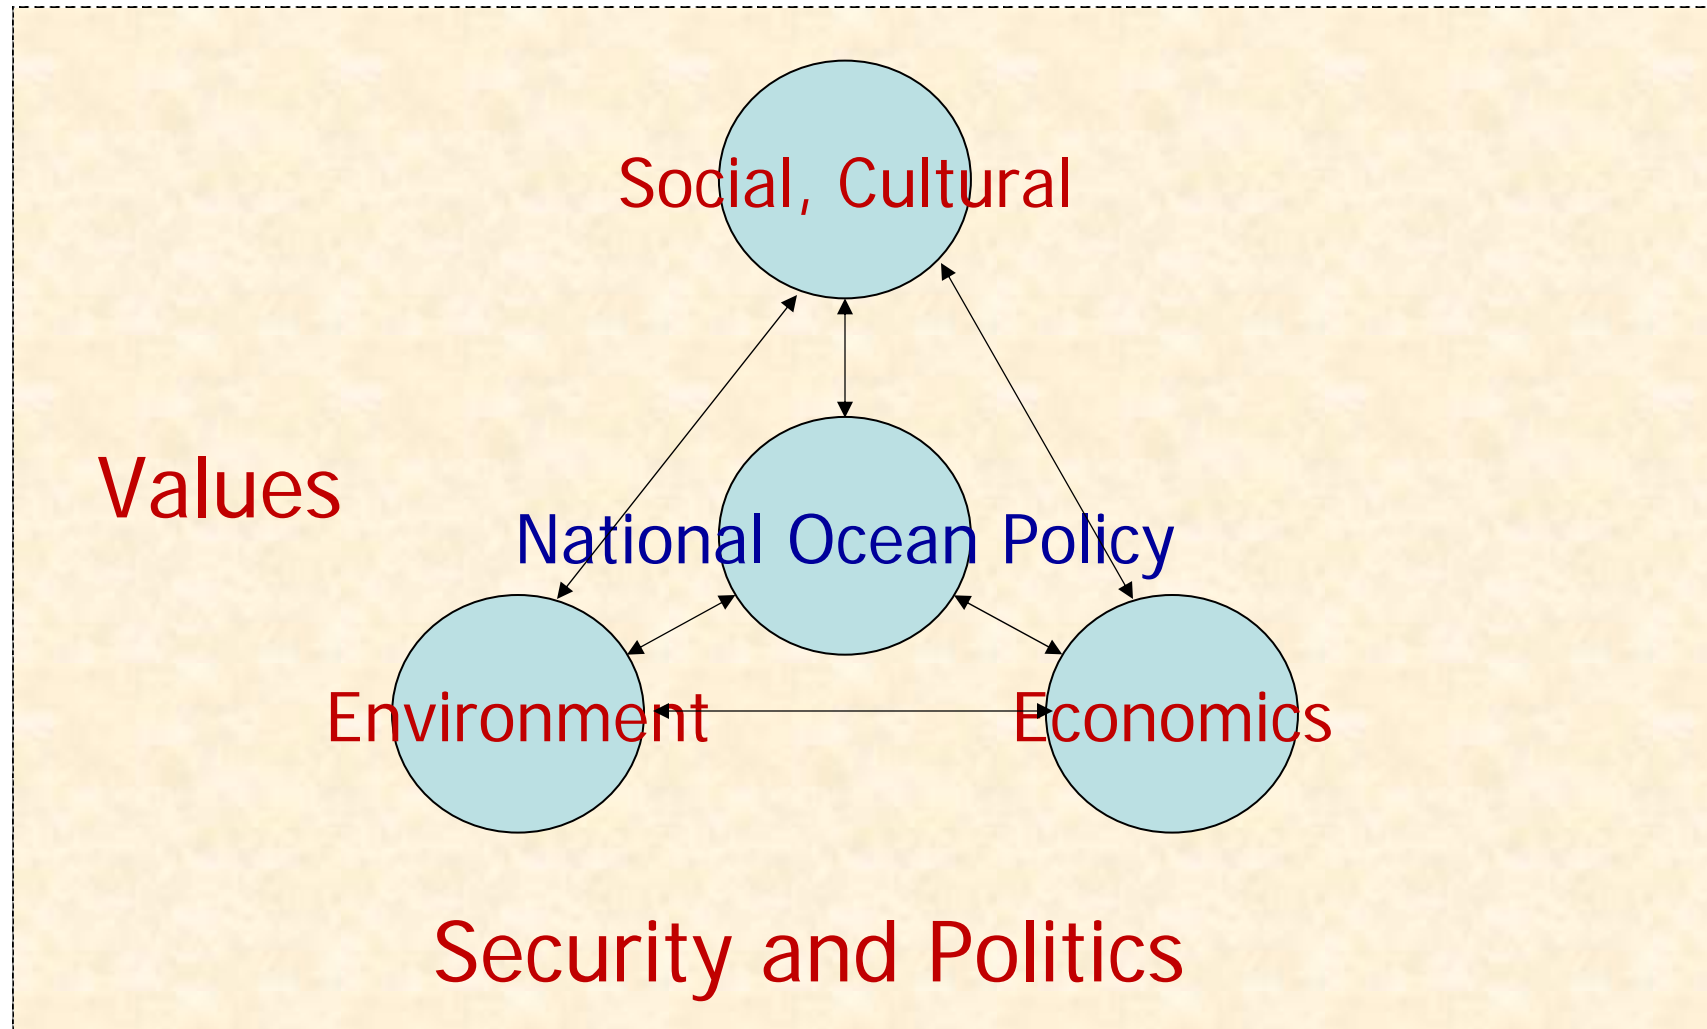 Social, Cultural
Values
National Ocean Policy
Environment
Economics
Security and Politics